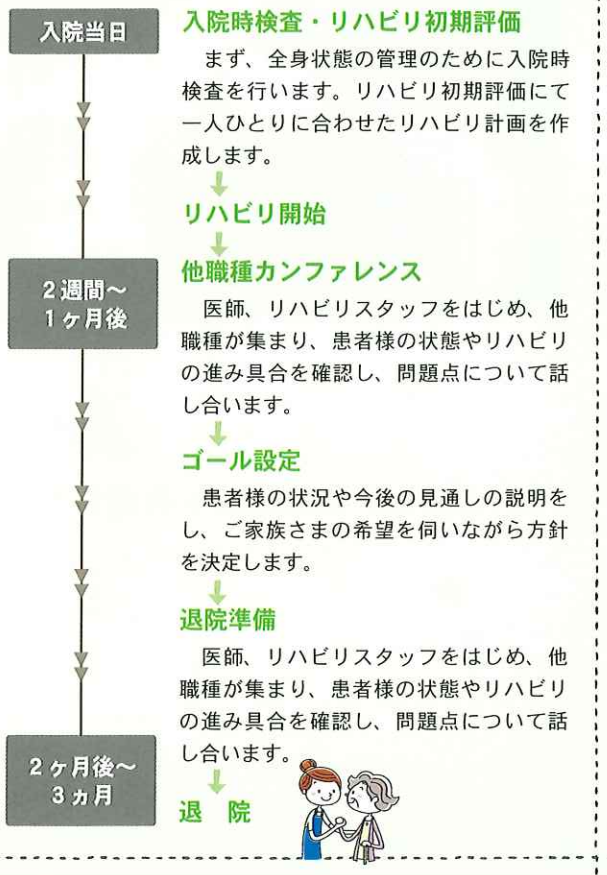 入院当日
入院時検査・リハビリ初期評価
まず、全身状態の管理のために入院時
検査を行います。リハビリ初期評価にて
一人ひとりに合わせたリハビリ計画を作
成します。
リハビリ開始
2週間～
1ヶ月後
他職種カンファレンス
医師、リハビリスタッフをはじめ、他
職種が集まり、患者様の状態やリハビリ
の進み具合を確認し、問題点について話
し合います。
ゴール設定
患者様の状況や今後の見通しの説明を
し、ご家族さまの希望を伺いながら方針
を決定します。
退院準備
医師、リハビリスタッフをはじめ、他
職種が集まり、患者様の状態やリハビリ
の進み具合を確認し、問題点について話
し合います。
2ヶ月後～
3ヵ月
退 院